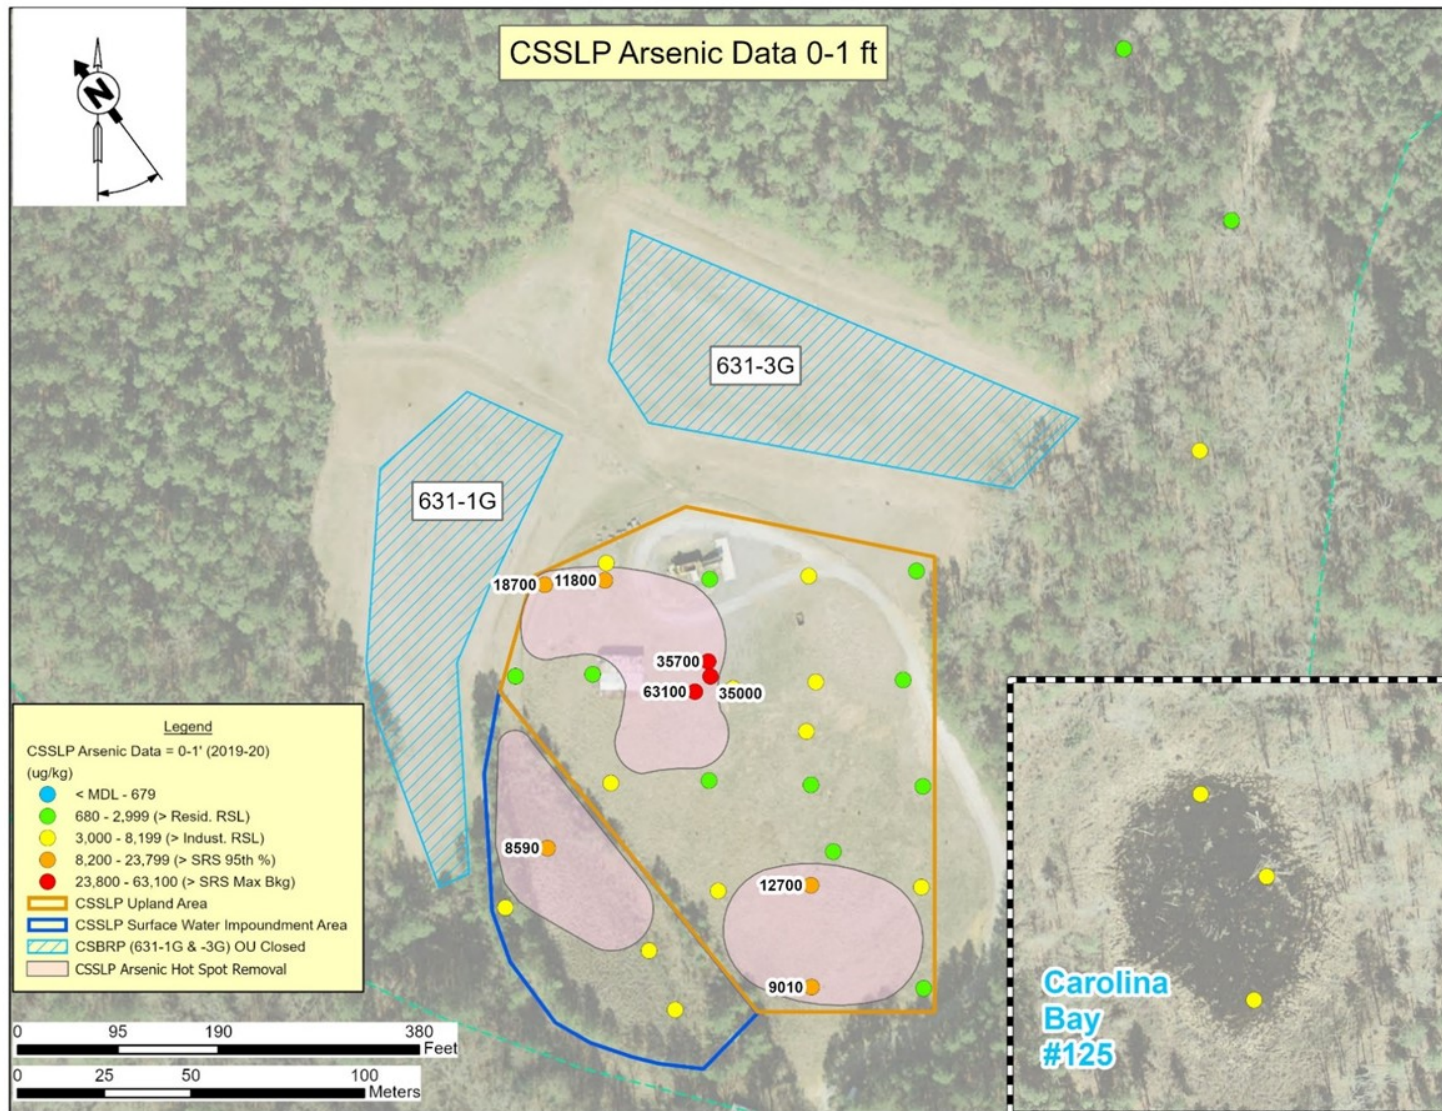 CSSLP Arsenic Data 0-1 ft
N
631-3G
631-1G
18700
11800
35700
63100
35000
8590
12700
9010
Legend
CSSLP Arsenic Data = 0-1' (2019-20)
(ug/kg)
< MDL - 679
680 - 2,999 (> Resid. RSL)
3,000 - 8,199 (> Indust. RSL)
8,200 - 23,799 (> SRS 95th %)
23,800 - 63,100 (> SRS Max Bkg)
CSSLP Upland Area
CSSLP Surface Water Impoundment Area
CSBRP (631-1G & -3G) OU Closed
CSSLP Arsenic Hot Spot Removal
0 95 190 380
Feet
0 25 50 100
Meters
Carolina
Bay
#125